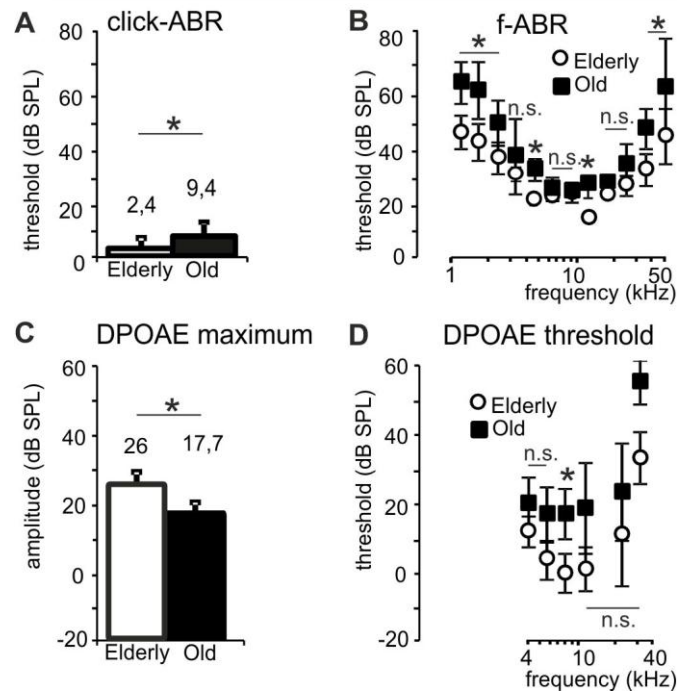 A click-ABR
threshold (dB SPL)
80
60
40
20
0
*
2,4
9,4
Elderly
Old
B f-ABR
threshold (dB SPL)
80
60
40
20
0
Elderly
Old
*
n.s.
*
n.s.
*
n.s.
*
1
10
50
frequency (kHz)
C DPOAE maximum
amplitude (dB SPL)
60
40
20
0
-20
*
26
17,7
Elderly
Old
D DPOAE threshold
threshold (dB SPL)
60
40
20
0
-20
Elderly
Old
n.s.
*
n.s.
4
10
40
frequency (kHz)